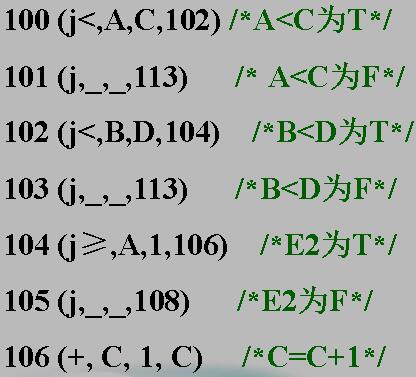 100 (j<,A,C,102) /*A<C为T*/
101 (j,_,_,113) /* A<C为F*/
102 (j<,B,D,104) /*B<D为T*/
103 (j,_,_,113) /*B<D为F*/
104 (j≥,A,1,106) /*E2为T*/
105 (j,_,_,108) /*E2为F*/
106 (+, C, 1, C) /*C=C+1*/